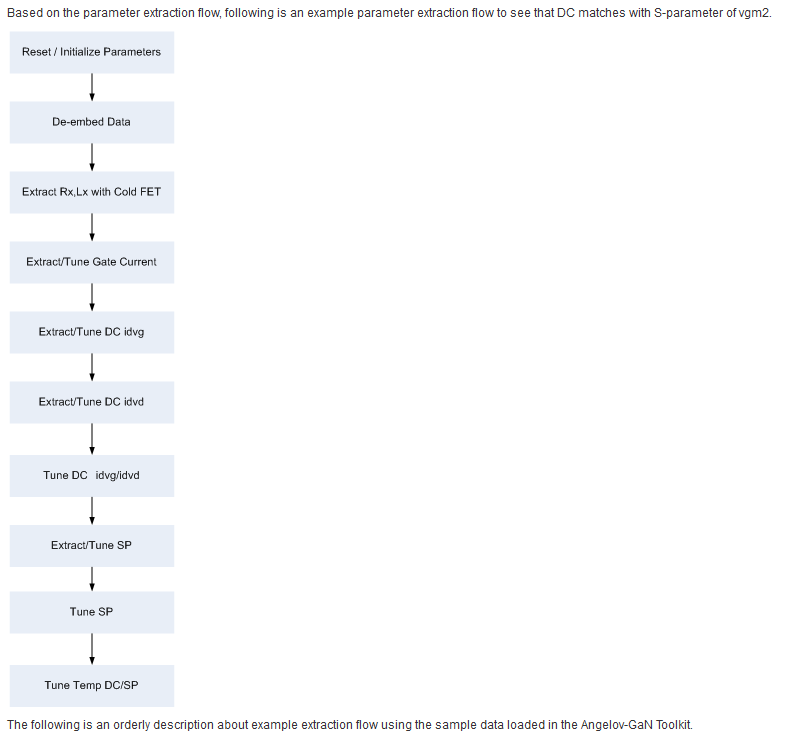 Based on the parameter extraction flow, following is an example parameter extraction flow to see that DC matches with S-parameter of vgm2.
Reset / Initialize Parameters
De-embed Data
Extract Rx,Lx with Cold FET
Extract/Tune Gate Current
Extract/Tune DC idvg
Extract/Tune DC idvd
Tune DC idvg/idvd
Extract/Tune SP
Tune SP
Tune Temp DC/SP
The following is an orderly description about example extraction flow using the sample data loaded in the Angelov-GaN Toolkit.